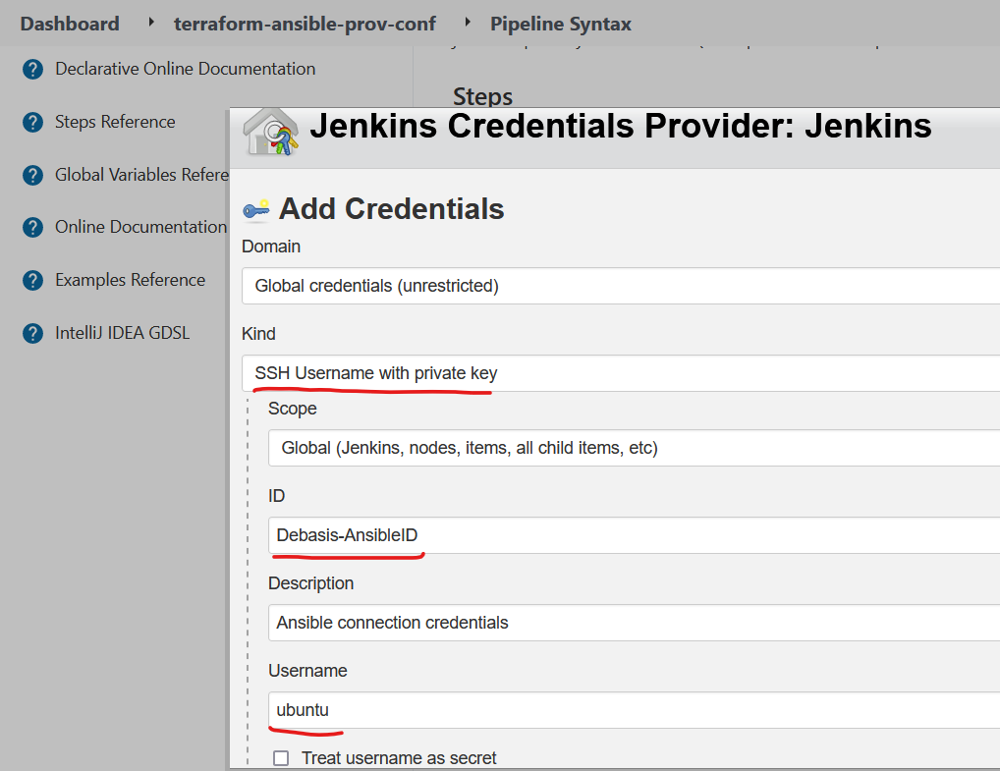 Dashboard
terraform-ansible-prov-conf
Pipeline Syntax
Declarative Online Documentation
Steps Reference
Global Variables Refere
Online Documentation
Examples Reference
IntelliJ IDEA GDSL
Steps
Jenkins Credentials Provider: Jenkins
Add Credentials
Domain
Global credentials (unrestricted)
Kind
SSH Username with private key
Scope
Global (Jenkins, nodes, items, all child items, etc)
ID
Debasis-AnsibleID
Description
Ansible connection credentials
Username
ubuntu
Treat username as secret